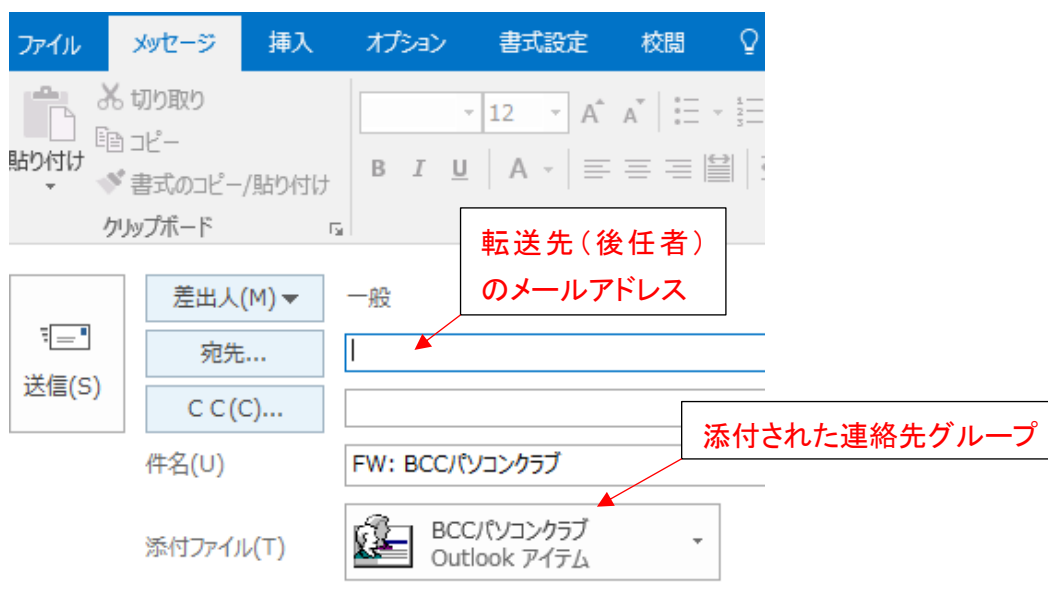 ファイル メッセージ 挿入 オプション 書式設定 校閲
切り取り
コピー
貼り付け
書式のコピー/貼り付け
クリップボード
12 A A
B I U A
転送先（後任者）
のメールアドレス
差出人(M) 一般
宛先...
送信(S)
C C(C)...
添付された連絡先グループ
件名(U) FW: BCCパソコンクラブ
添付ファイル(T) BCCパソコンクラブ
Outlook アイテム